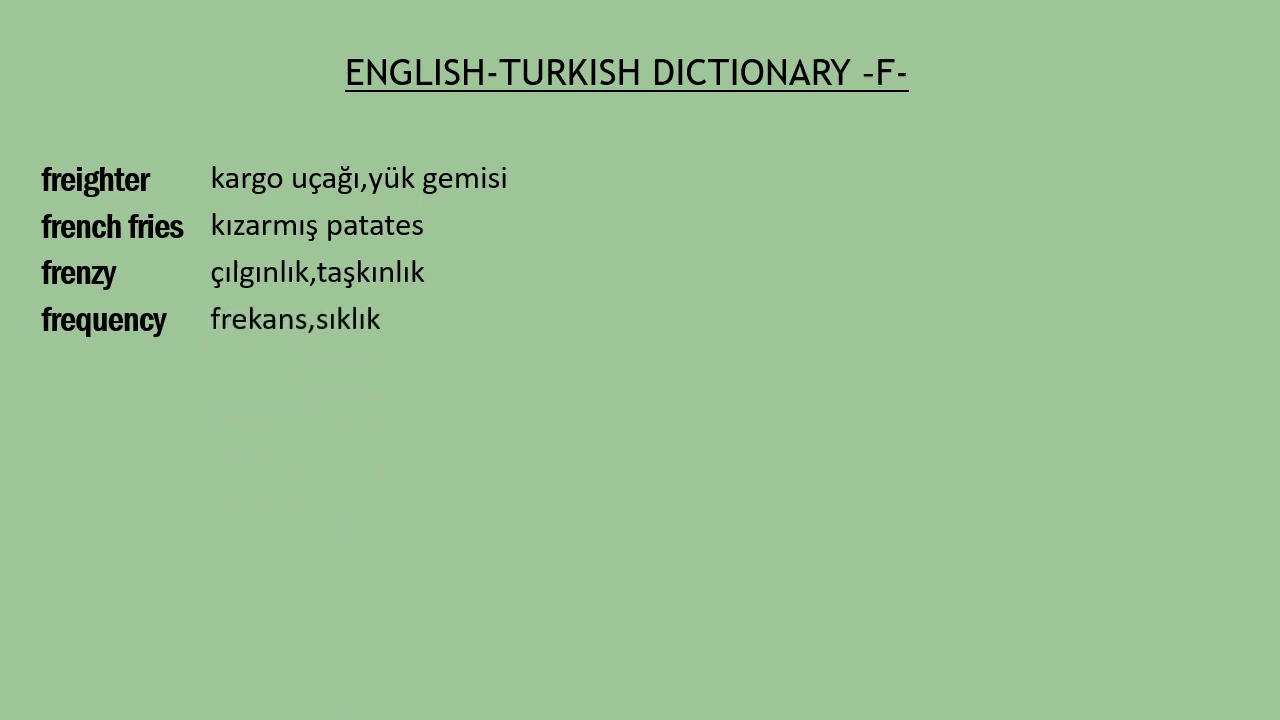 ENGLISH-TURKISH DICTIONARY –F-
freighter kargo uçağı,yük gemisi
french fries kızarmış patates
frenzy çılgınlık,taşkınlık
frequency frekans,sıklık